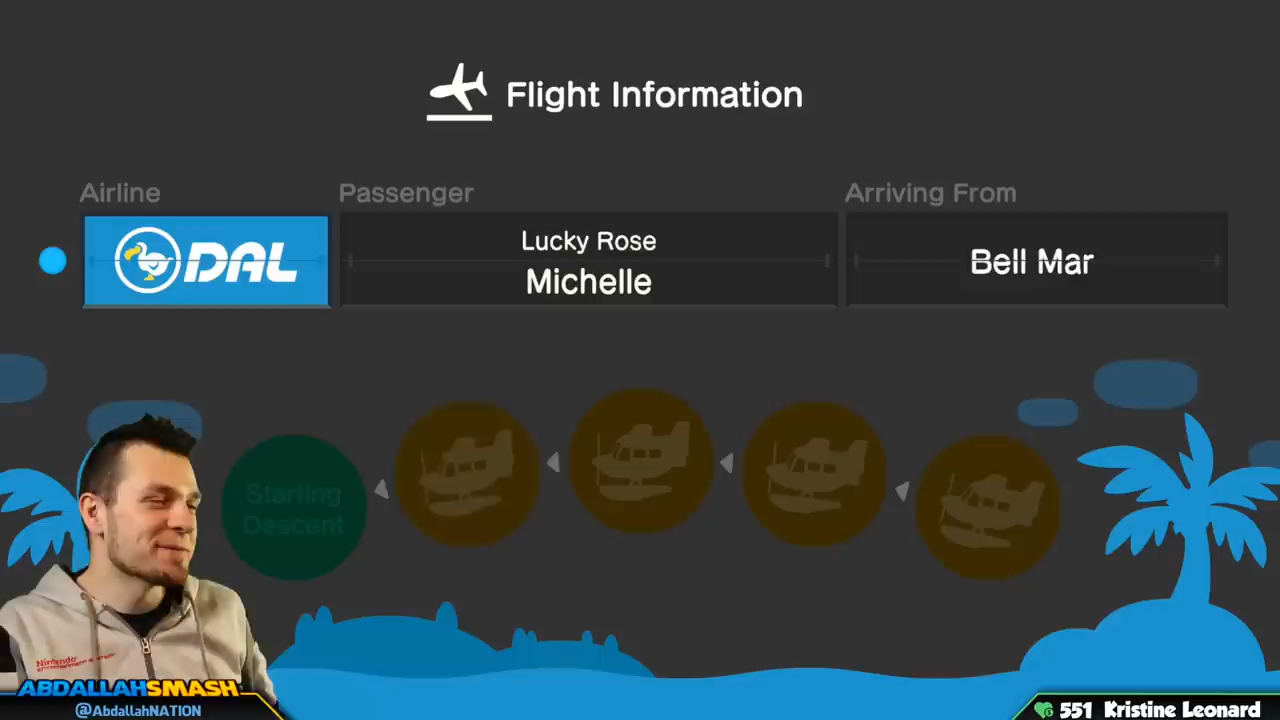 Flight Information
Airline
Passenger
Arriving From
DAL
Lucky Rose
Michelle
Bell Mar
Starting
Descent
Nintendo
ABDALLAHSMASH
@AbdallahNATION
551 Kristine Leonard